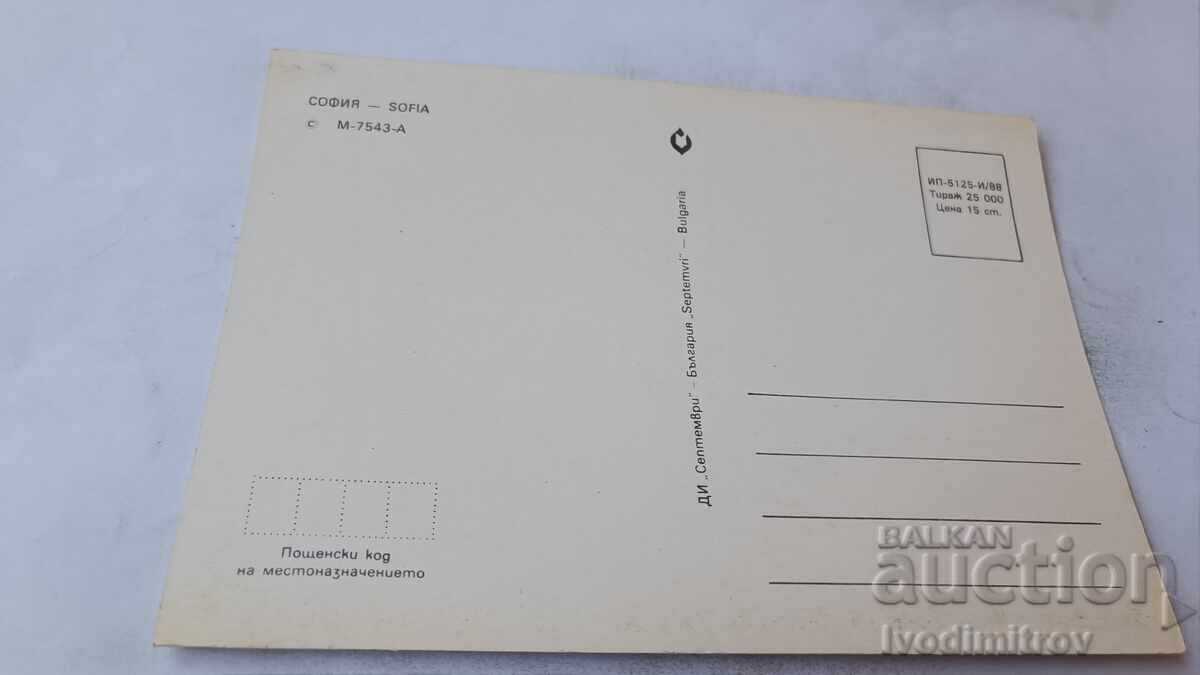 СОФИЯ — SOFIA
© М-7543-А
ДИ „Септември" – България „Septemvri" — Bulgaria
ИП-5125-И/88
Тираж 25 000
Цена 15 ст.
Пощенски код
на местоназначението
BALKAN
auction
Ivodimitrov